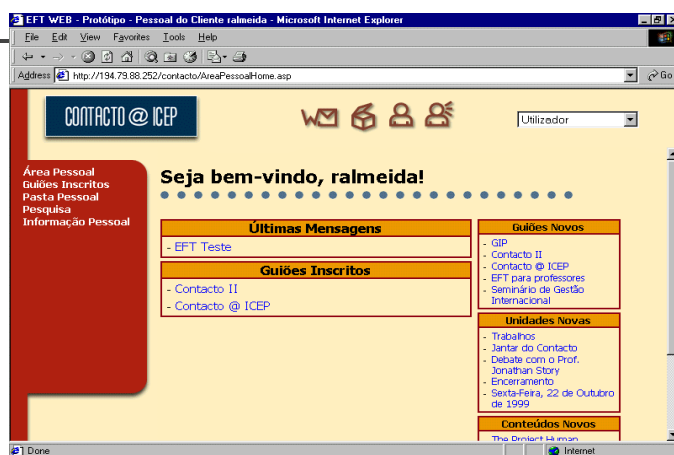 EFT WEB - Protótipo - Pessoal do Cliente ralmeida - Microsoft Internet Explorer
File Edit View Favorites Tools Help
Address http://194.79.88.252/contacto/AreaPessoalHome.asp Go
CONTACTO @ ICEP
W
Utilizador
Área Pessoal
Guiões Inscritos
Pasta Pessoal
Pesquisa
Informação Pessoal
Seja bem-vindo, ralmeida!
Últimas Mensagens
- EFT Teste
Guiões Inscritos
- Contacto II
- Contacto @ ICEP
Guiões Novos
- GIP
- Contacto II
- Contacto @ ICEP
- EFT para professores
- Seminário de Gestão
Internacional
Unidades Novas
- Trabalhos
- Jantar do Contacto
- Debate com o Prof.
Jonathan Story
- Encerramento
- Sexta-Feira, 22 de Outubro
de 1999
Conteúdos Novos
The Project Human
Done
Internet